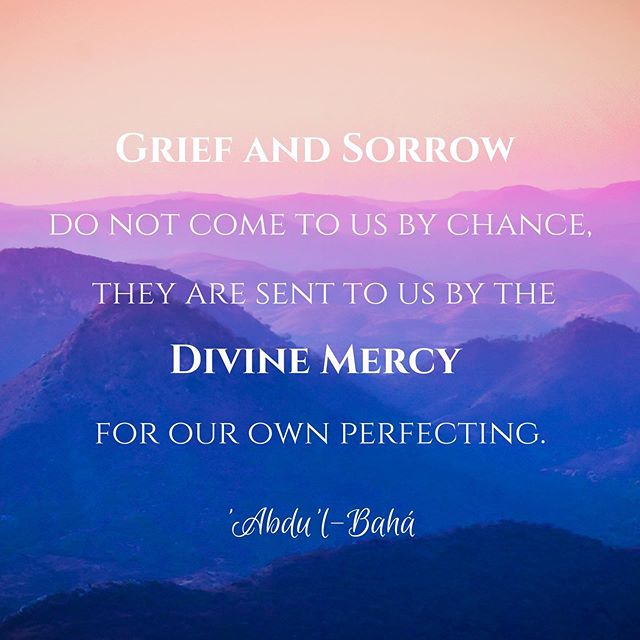 Grief and Sorrow
do not come to us by chance,
they are sent to us by the
Divine Mercy
for our own perfecting.
'Abdu'l-Bahá